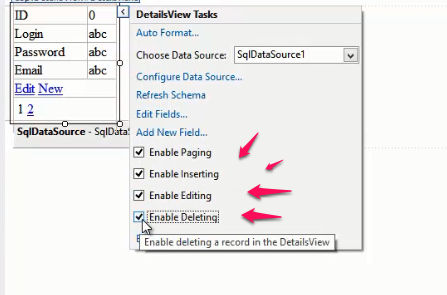 DetailsView Tasks
ID 0
Auto Format...
Login abc
Choose Data Source: SqlDataSource1
Password abc
Email abc
Configure Data Source...
Edit New
Refresh Schema
1 2
Edit Fields...
SqlDataSource - SqlData
Add New Field...
Enable Paging
Enable Inserting
Enable Editing
Enable Deleting
Enable deleting a record in the DetailsView